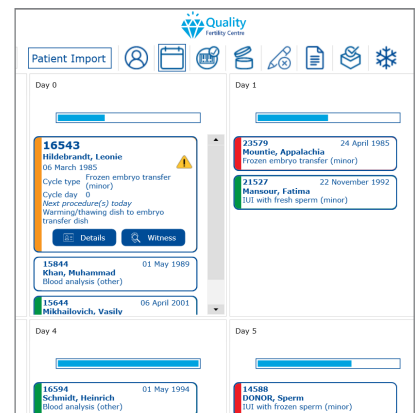 Quality
Fertility Centre
Patient Import
Day 0
16543
Hildebrandt, Leonie
06 March 1985
Cycle type Frozen embryo transfer (minor)
Cycle day 0
Next procedure(s) today
Warming/thawing dish to embryo
transfer dish
Details Witness
15844 01 May 1989
Khan, Muhammad
Blood analysis (other)
15644 06 April 2001
Mikhailovich, Vasily
Day 1
23579 24 April 1985
Mountie, Appalachia
Frozen embryo transfer (minor)
21527 22 November 1992
Mansour, Fatima
IUI with fresh sperm (minor)
Day 4
16594 01 May 1994
Schmidt, Heinrich
Blood analysis (other)
Day 5
14588
DONOR, Sperm
IUI with frozen sperm (minor)